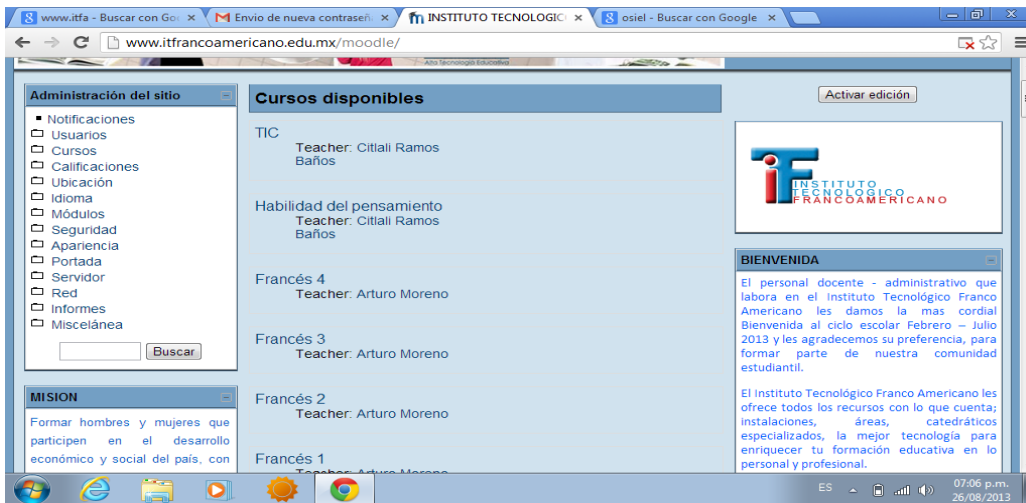 www.itfa - Buscar con Goo
Envio de nueva contraseñ
INSTITUTO TECNOLOGIC
osiel - Buscar con Google
www.itfrancoamericano.edu.mx/moodle/
Alta Tecnología Educativa
Administración del sitio
Notificaciones
Usuarios
Cursos
Calificaciones
Ubicación
Idioma
Módulos
Seguridad
Apariencia
Portada
Servidor
Red
Informes
Miscelánea
Buscar
MISION
Formar hombres y mujeres que
participen en el desarrollo
económico y social del país, con
Cursos disponibles
TIC
Teacher: Citlali Ramos
Baños
Habilidad del pensamiento
Teacher: Citlali Ramos
Baños
Francés 4
Teacher: Arturo Moreno
Francés 3
Teacher: Arturo Moreno
Francés 2
Teacher: Arturo Moreno
Francés 1
Teacher: Arturo Moreno
Activar edición
INSTITUTO
TECNOLOGICO
FRANCOAMERICANO
BIENVENIDA
El personal docente - administrativo que
labora en el Instituto Tecnológico Franco
Americano les damos la mas cordial
Bienvenida al ciclo escolar Febrero – Julio
2013 y les agradecemos su preferencia, para
formar parte de nuestra comunidad
estudiantil.
El Instituto Tecnológico Franco Americano les
ofrece todos los recursos con lo que cuenta;
instalaciones, áreas, catedráticos
especializados, la mejor tecnología para
enriquecer tu formación educativa en lo
personal y profesional.
ES
07:06 p.m.
26/08/2013